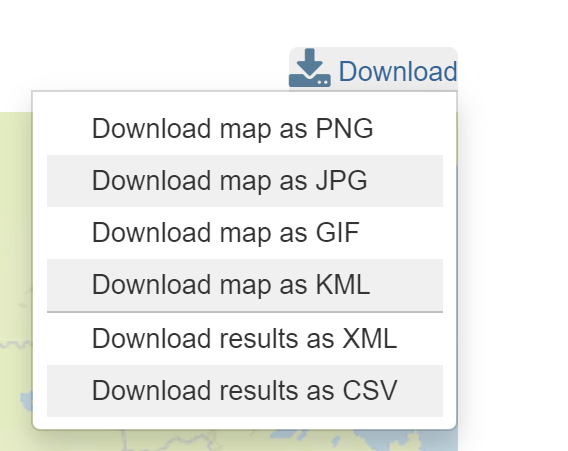 Download
Download map as PNG
Download map as JPG
Download map as GIF
Download map as KML
Download results as XML
Download results as CSV